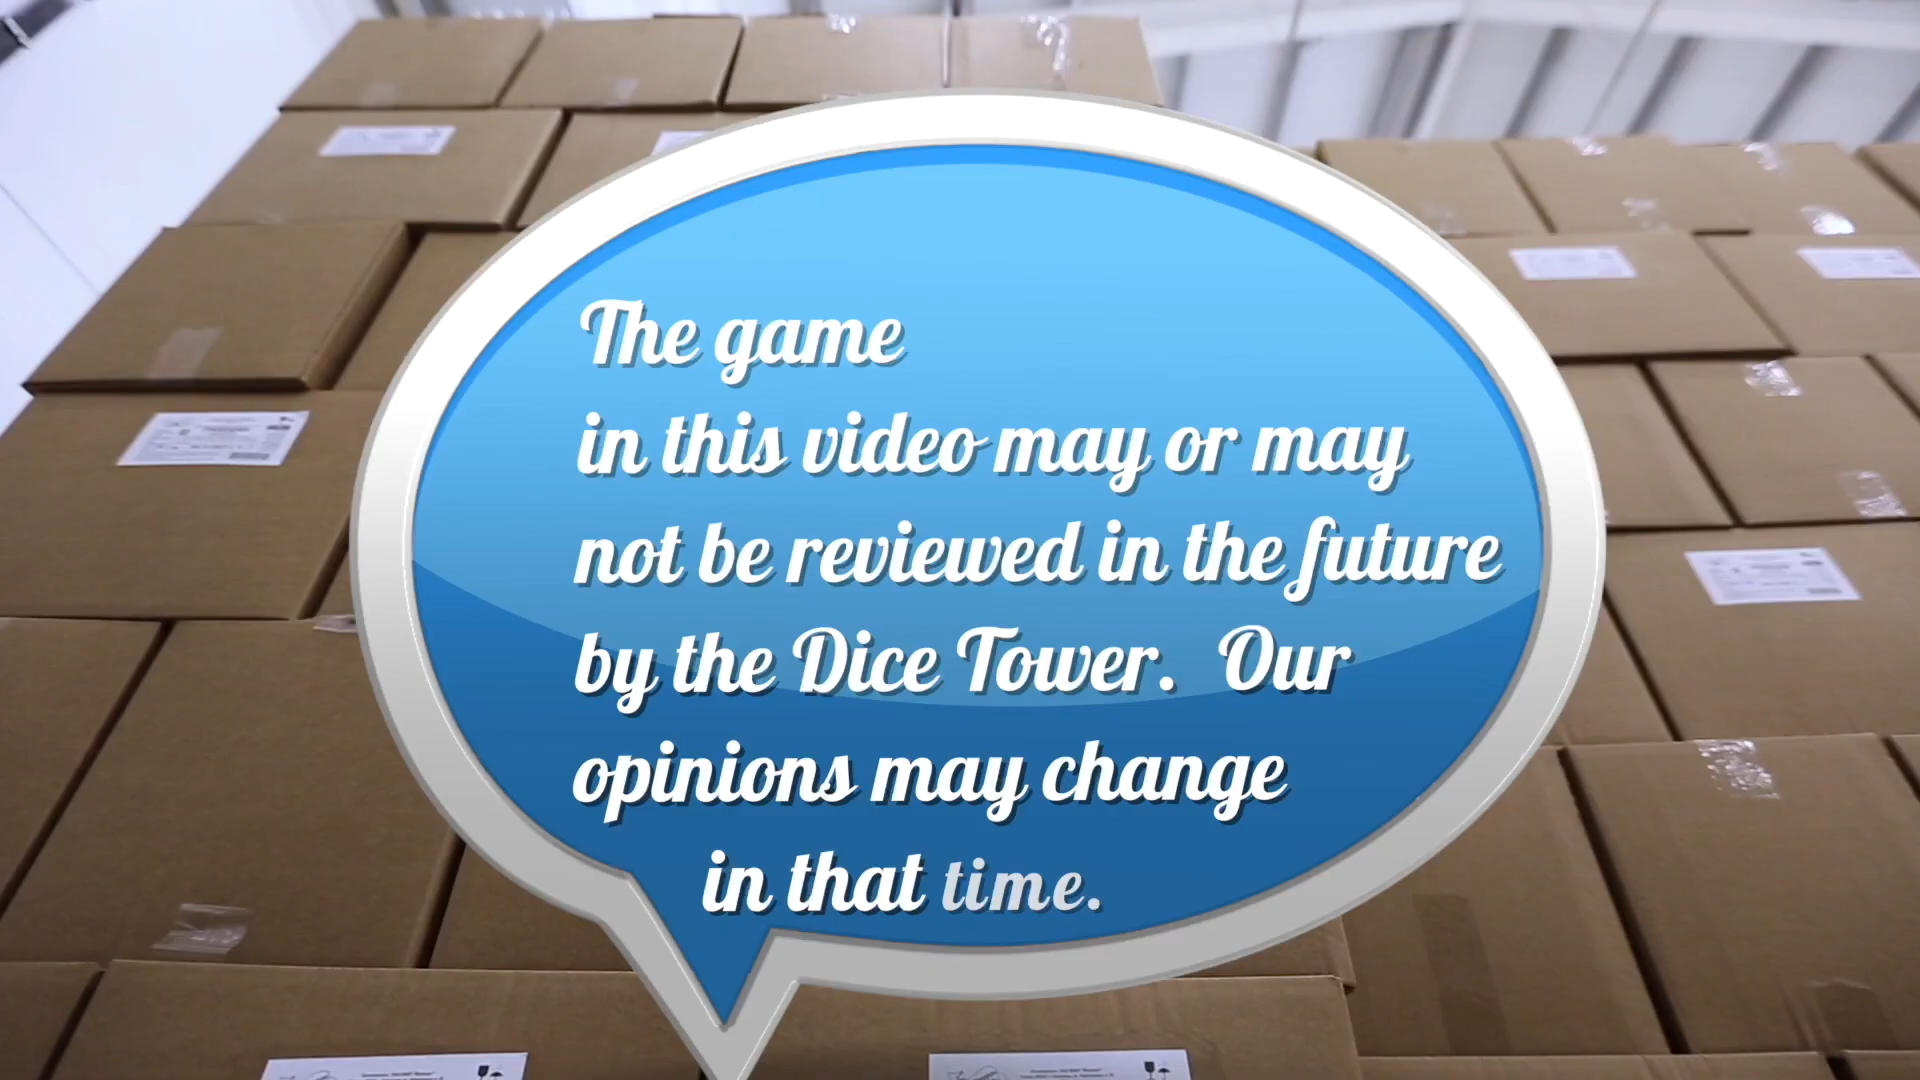 The game
in this video may or may
not be reviewed in the future
by the Dice Tower. Our
opinions may change
in that time.